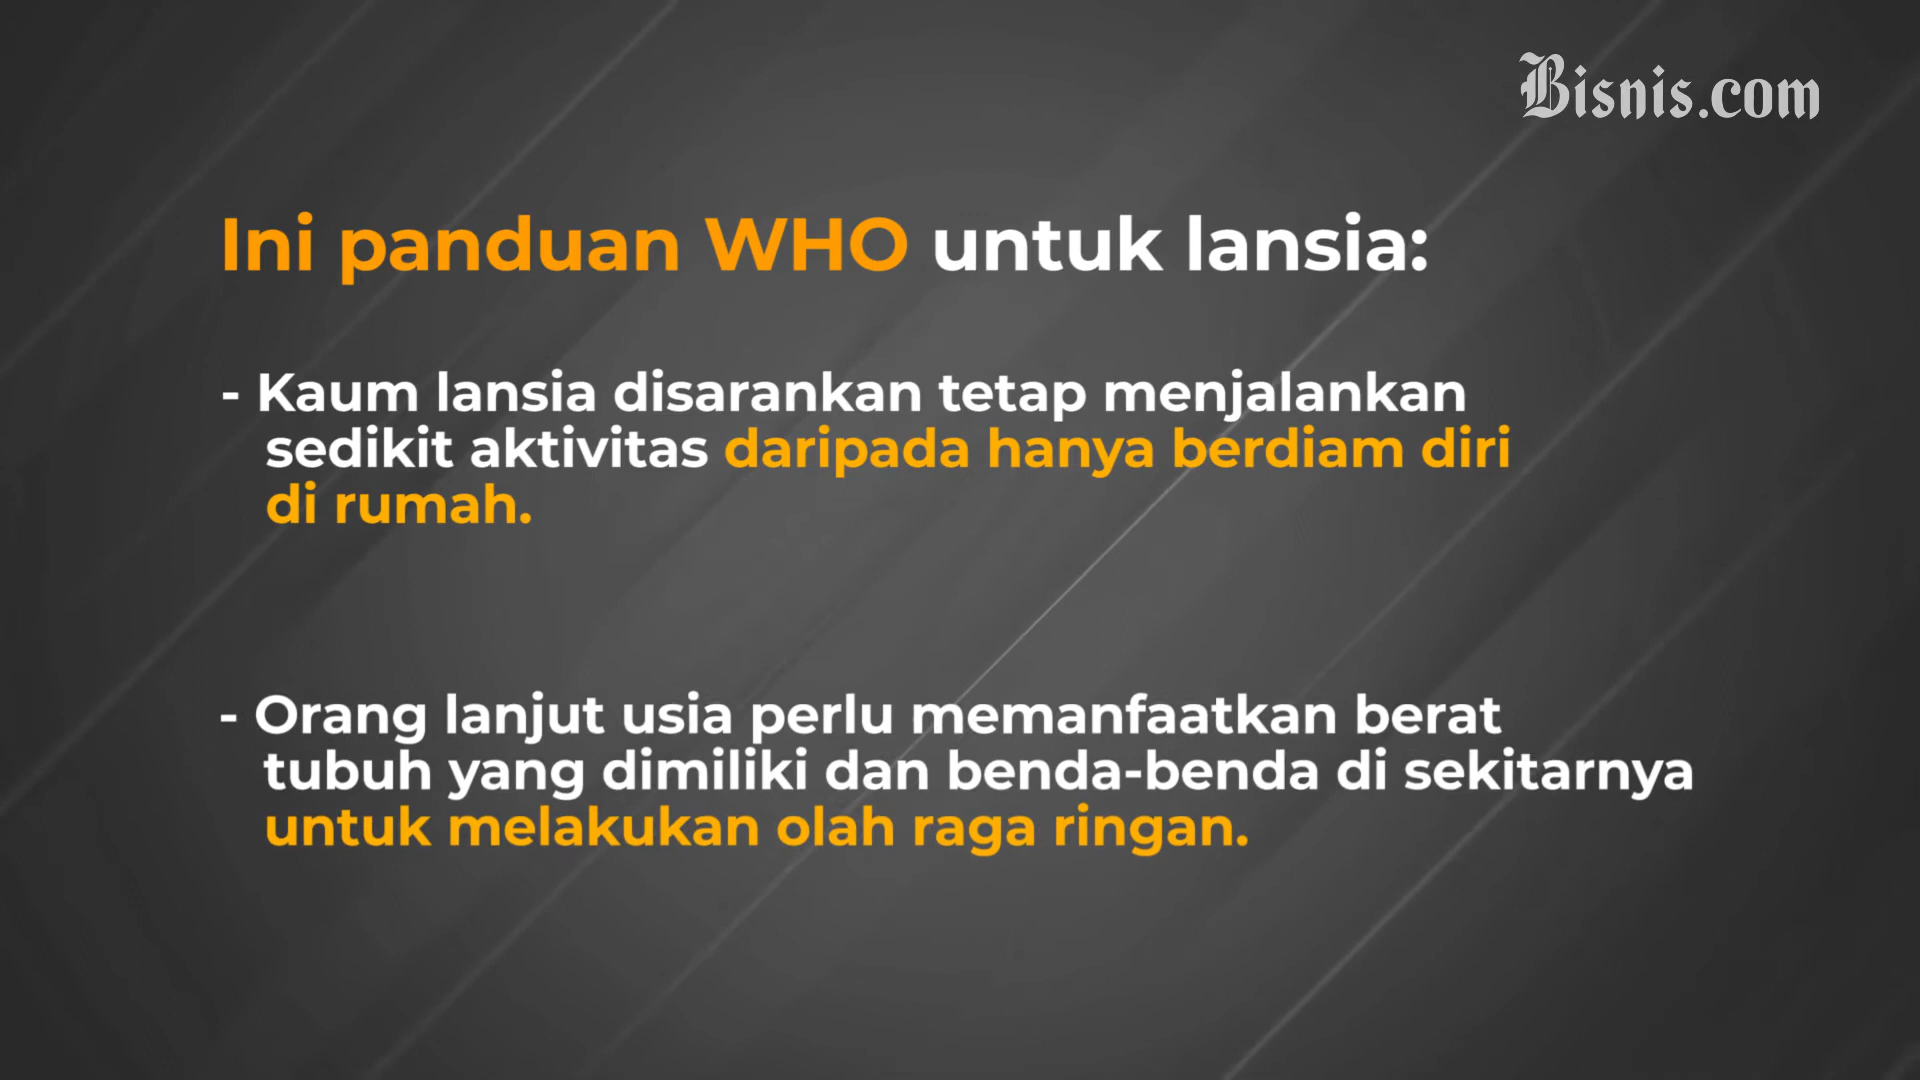 Bisnis.com
Ini panduan WHO untuk lansia:
- Kaum lansia disarankan tetap menjalankan
sedikit aktivitas daripada hanya berdiam diri
di rumah.
- Orang lanjut usia perlu memanfaatkan berat
tubuh yang dimiliki dan benda-benda di sekitarnya
untuk melakukan olah raga ringan.